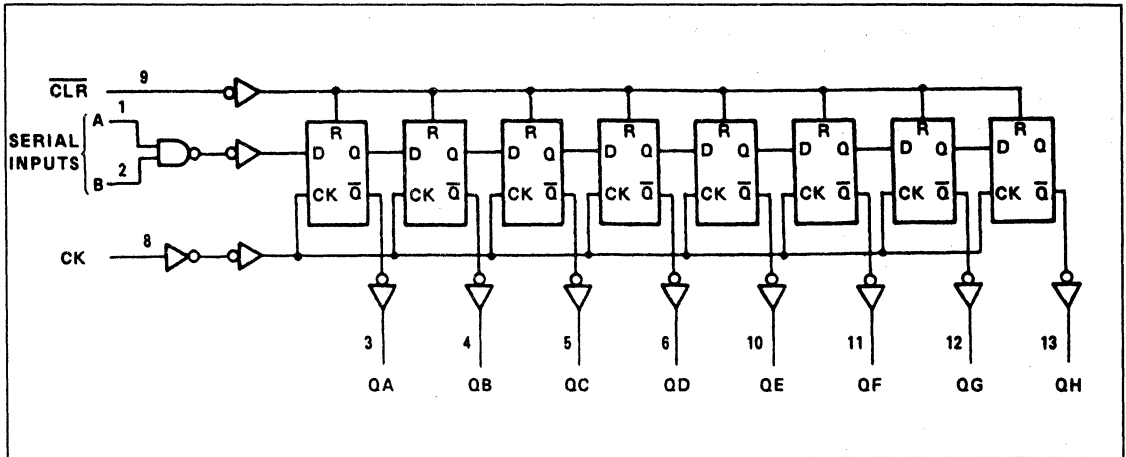 C̅L̅R̅ 9
SERIAL INPUTS
A 1
B 2
CK 8
R R R R R R R R
D Q D Q D Q D Q D Q D Q D Q D Q
CK Q̅ CK Q̅ CK Q̅ CK Q̅ CK Q̅ CK Q̅ CK Q̅ CK Q̅
3 4 5 6 10 11 12 13
QA QB QC QD QE QF QG QH